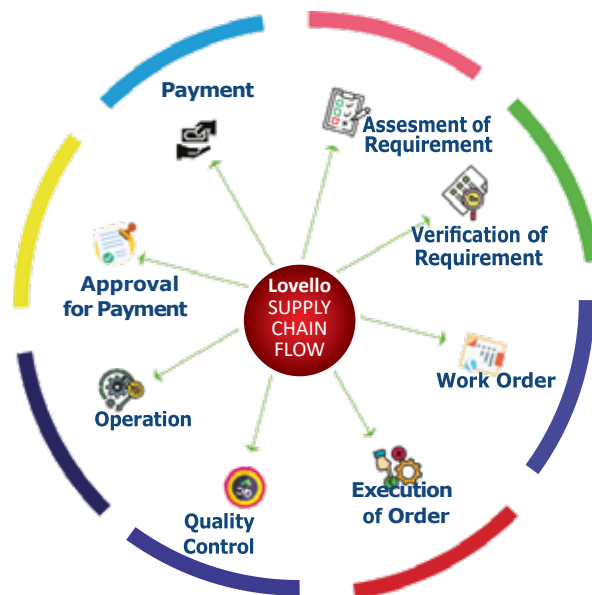 Payment
Assesment of
Requirement
Verification of
Requirement
Work Order
Execution
of Order
Quality
Control
Operation
Approval
for Payment
Lovello
SUPPLY
CHAIN
FLOW